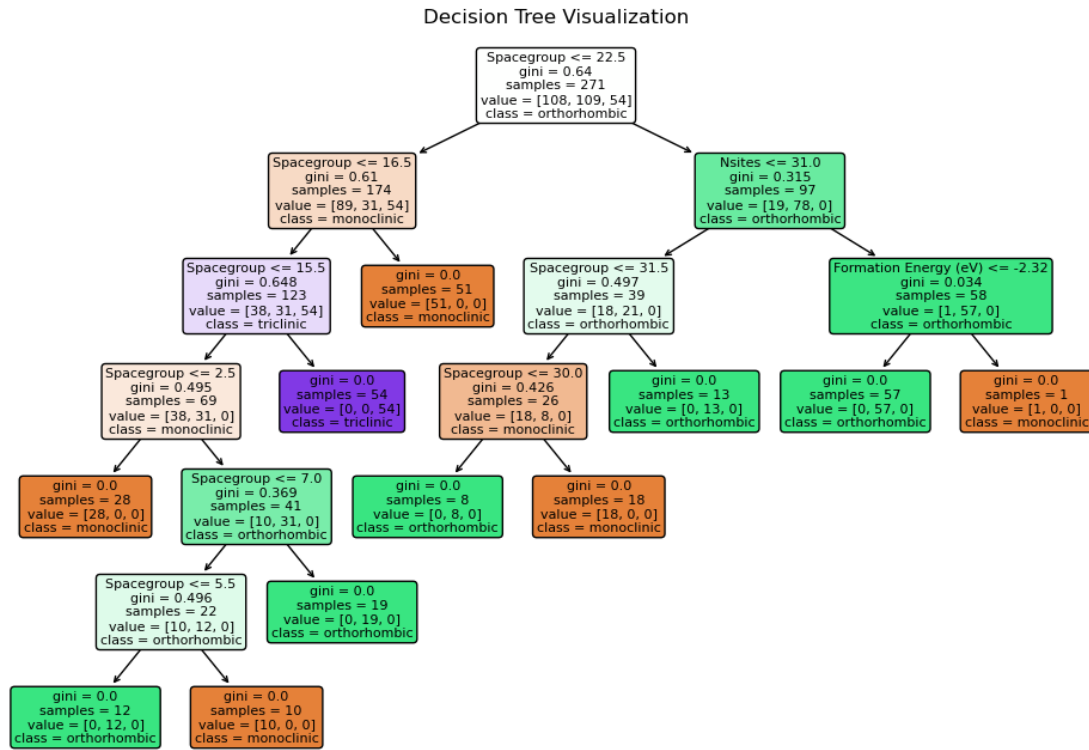 Decision Tree Visualization
Spacegroup <= 22.5
gini = 0.64
samples = 271
value = [108, 109, 54]
class = orthorhombic
Spacegroup <= 16.5
gini = 0.61
samples = 174
value = [89, 31, 54]
class = monoclinic
Nsites <= 31.0
gini = 0.315
samples = 97
value = [19, 78, 0]
class = orthorhombic
Spacegroup <= 15.5
gini = 0.648
samples = 123
value = [38, 31, 54]
class = triclinic
gini = 0.0
samples = 51
value = [51, 0, 0]
class = monoclinic
Spacegroup <= 31.5
gini = 0.497
samples = 39
value = [18, 21, 0]
class = orthorhombic
Formation Energy (eV) <= -2.32
gini = 0.034
samples = 58
value = [1, 57, 0]
class = orthorhombic
Spacegroup <= 2.5
gini = 0.495
samples = 69
value = [38, 31, 0]
class = monoclinic
gini = 0.0
samples = 54
value = [0, 0, 54]
class = triclinic
Spacegroup <= 30.0
gini = 0.426
samples = 26
value = [18, 8, 0]
class = monoclinic
gini = 0.0
samples = 13
value = [0, 13, 0]
class = orthorhombic
gini = 0.0
samples = 57
value = [0, 57, 0]
class = orthorhombic
gini = 0.0
samples = 1
value = [1, 0, 0]
class = monoclinic
gini = 0.0
samples = 28
value = [28, 0, 0]
class = monoclinic
Spacegroup <= 7.0
gini = 0.369
samples = 41
value = [10, 31, 0]
class = orthorhombic
gini = 0.0
samples = 8
value = [0, 8, 0]
class = orthorhombic
gini = 0.0
samples = 18
value = [18, 0, 0]
class = monoclinic
Spacegroup <= 5.5
gini = 0.496
samples = 22
value = [10, 12, 0]
class = orthorhombic
gini = 0.0
samples = 19
value = [0, 19, 0]
class = orthorhombic
gini = 0.0
samples = 12
value = [0, 12, 0]
class = orthorhombic
gini = 0.0
samples = 10
value = [10, 0, 0]
class = monoclinic